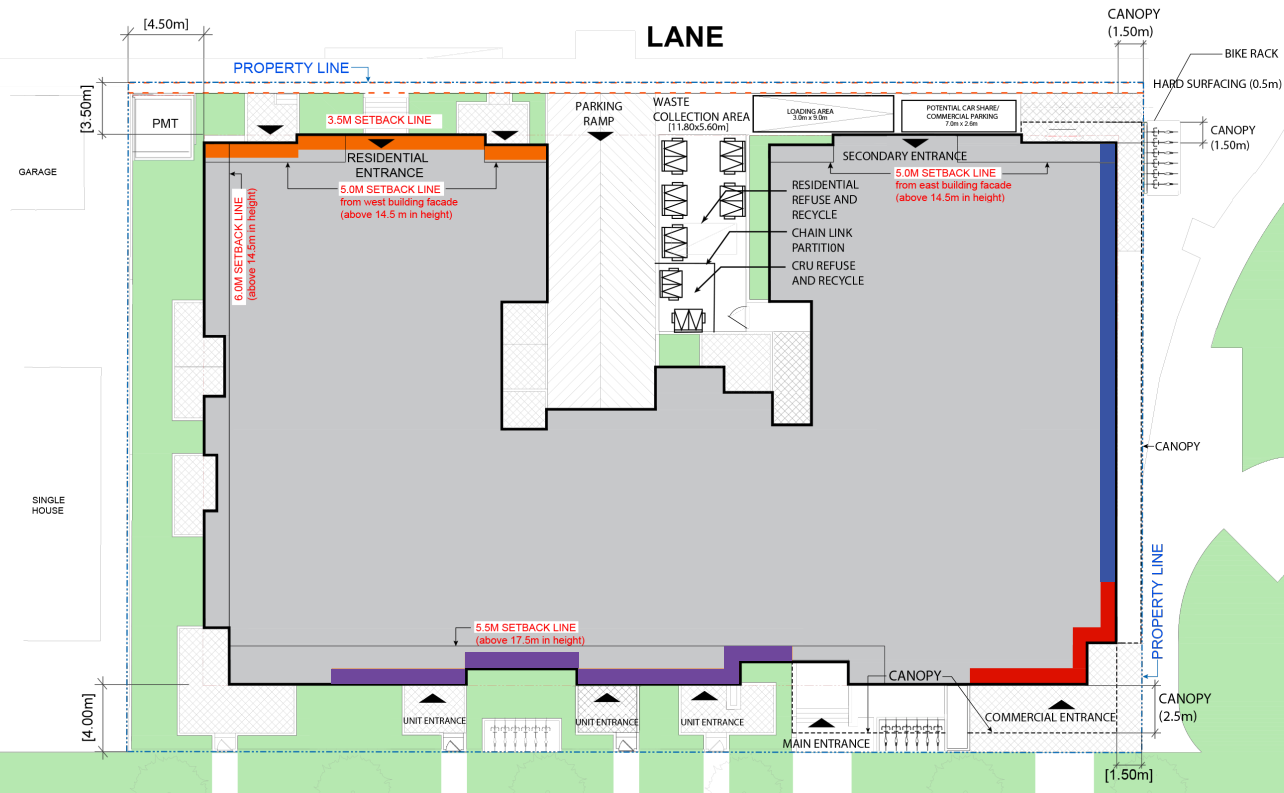 [4.50m]
LANE
CANOPY
(1.50m)
BIKE RACK
PROPERTY LINE
HARD SURFACING (0.5m)
[3.50m]
PMT
3.5M SETBACK LINE
PARKING
RAMP
WASTE
COLLECTION AREA
[11.80x5.60m]
LOADING AREA
3.0m x 9.0m
POTENTIAL CAR SHARE/
COMMERCIAL PARKING
7.0m x 2.6m
CANOPY
(1.50m)
GARAGE
RESIDENTIAL
ENTRANCE
SECONDARY ENTRANCE
5.0M SETBACK LINE
from west building facade
(above 14.5 m in height)
5.0M SETBACK LINE
from east building facade
(above 14.5m in height)
6.0M SETBACK LINE
(above 14.5m in height)
RESIDENTIAL
REFUSE AND
RECYCLE
CHAIN LINK
PARTITION
CRU REFUSE
AND RECYCLE
CANOPY
SINGLE
HOUSE
PROPERTY LINE
5.5M SETBACK LINE
(above 17.5m in height)
CANOPY
[4.00m]
UNIT ENTRANCE
UNIT ENTRANCE
UNIT ENTRANCE
MAIN ENTRANCE
COMMERCIAL ENTRANCE
CANOPY
(2.5m)
[1.50m]